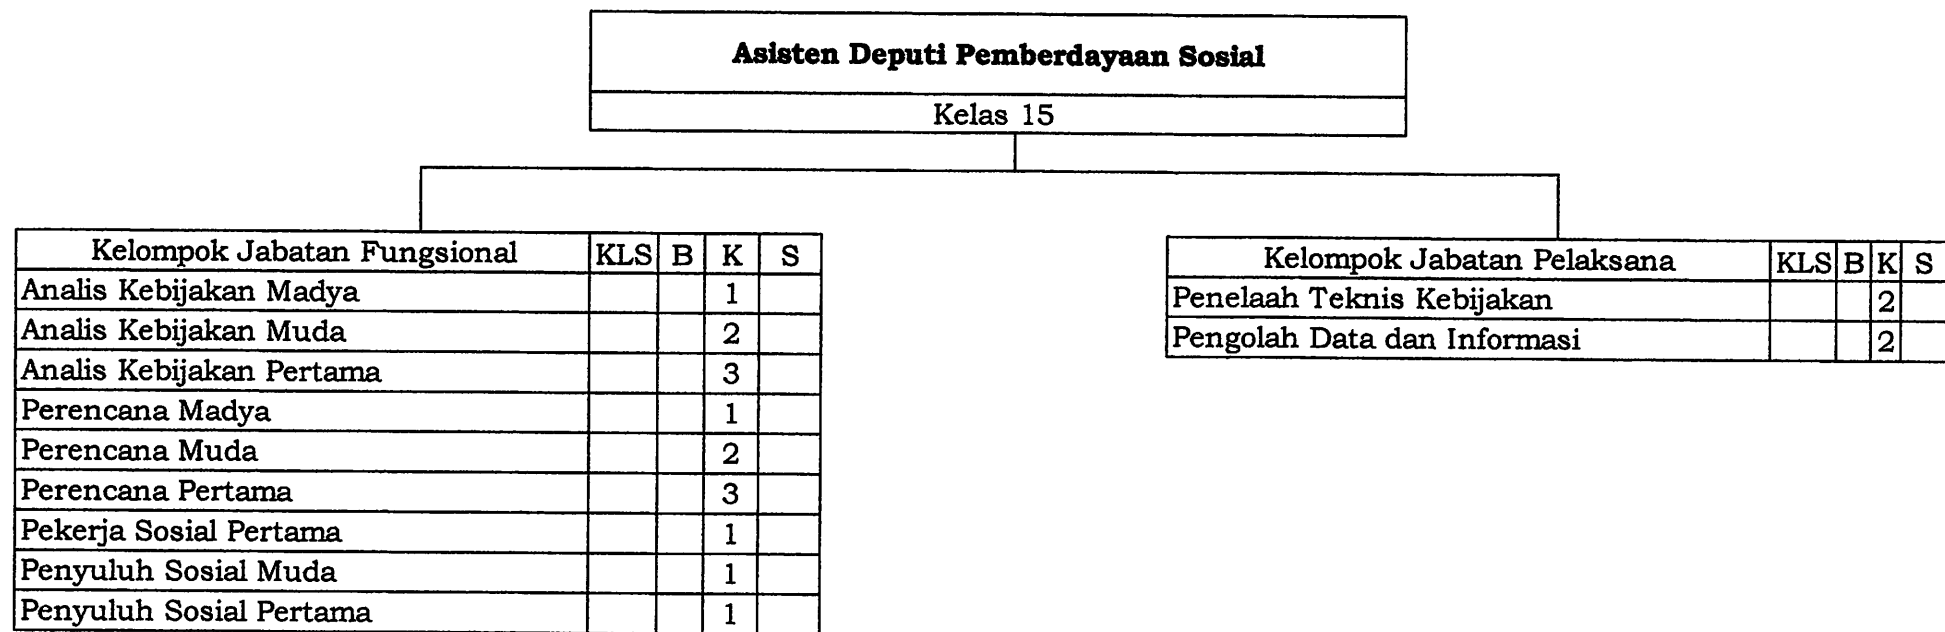 Asisten Deputi Pemberdayaan Sosial
Kelas 15
Kelompok Jabatan Fungsional KLS B K S
Analis Kebijakan Madya 1
Analis Kebijakan Muda 2
Analis Kebijakan Pertama 3
Perencana Madya 1
Perencana Muda 2
Perencana Pertama 3
Pekerja Sosial Pertama 1
Penyuluh Sosial Muda 1
Penyuluh Sosial Pertama 1
Kelompok Jabatan Pelaksana KLS B K S
Penelaah Teknis Kebijakan 2
Pengolah Data dan Informasi 2